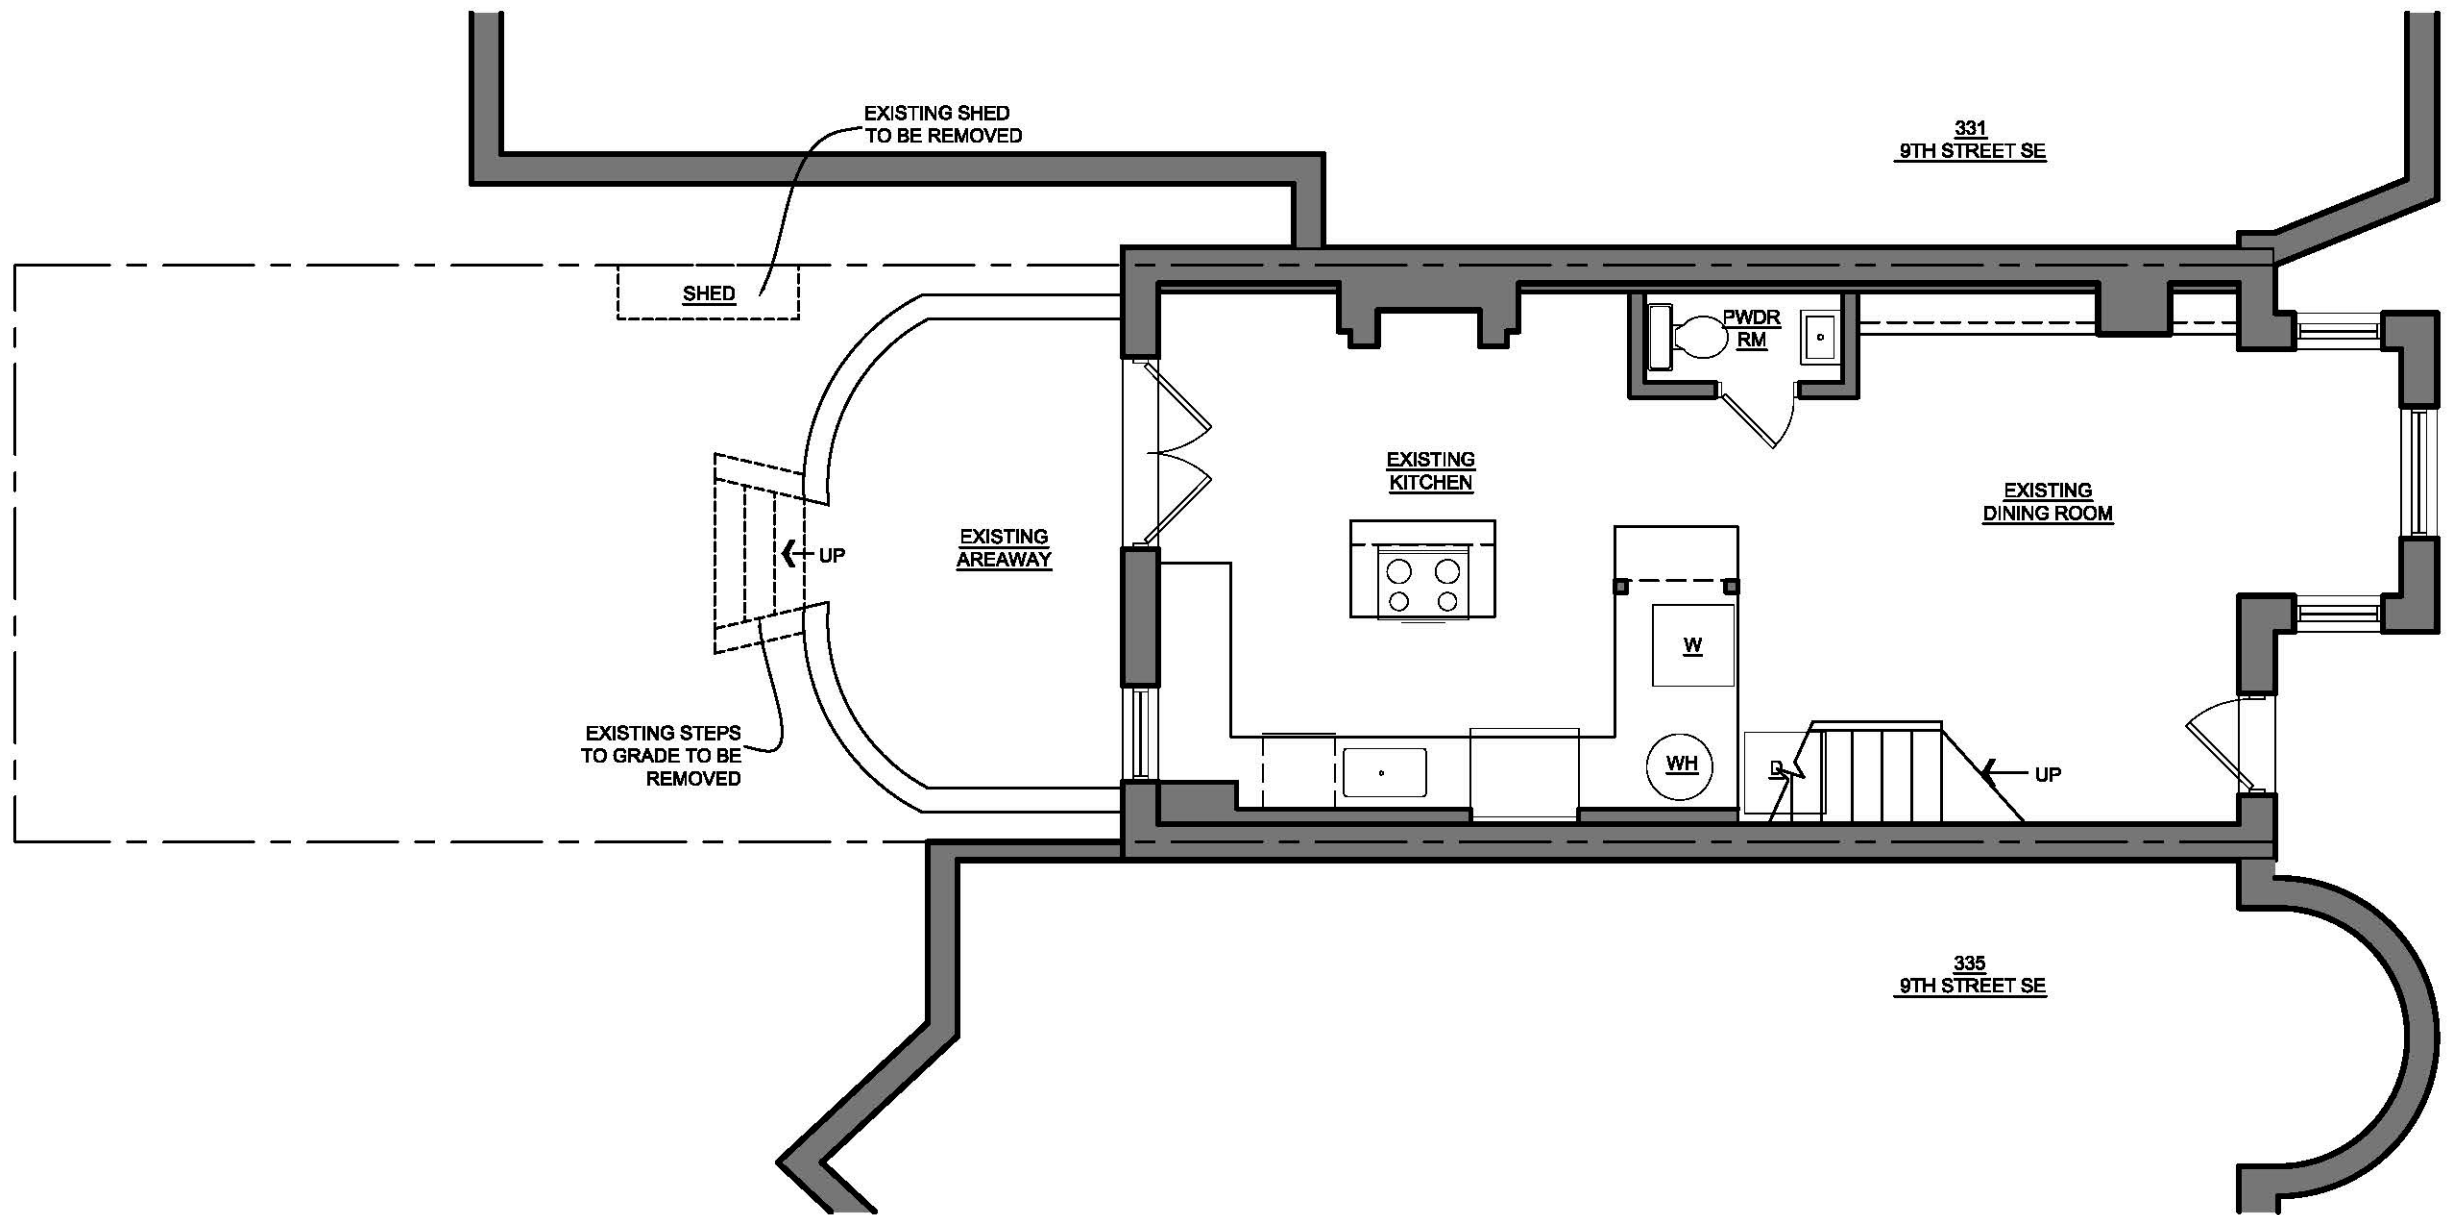 EXISTING SHED
TO BE REMOVED
331
9TH STREET SE
SHED
PWDR
RM
EXISTING
KITCHEN
EXISTING
DINING ROOM
EXISTING
AREAWAY
UP
W
EXISTING STEPS
TO GRADE TO BE
REMOVED
WH
D
UP
335
9TH STREET SE